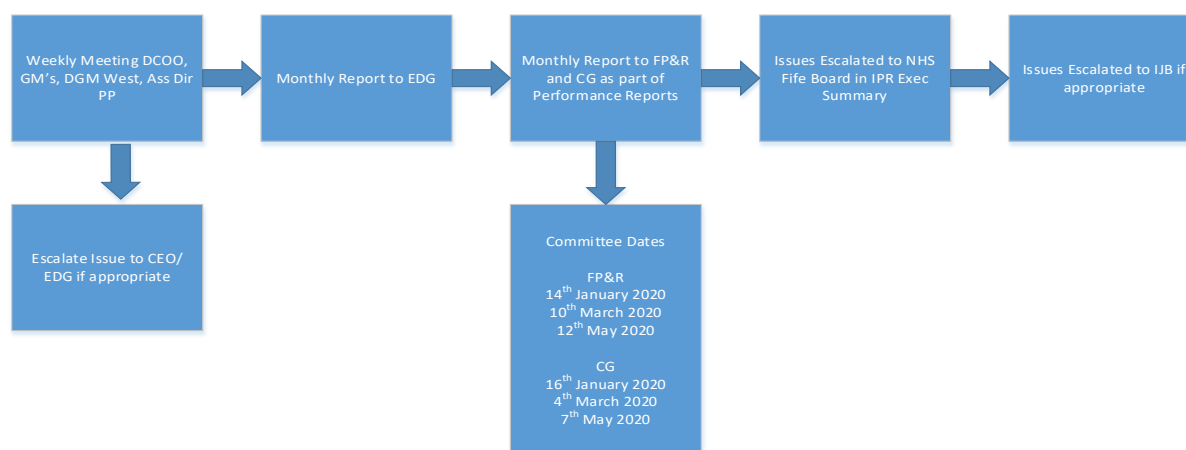 Weekly Meeting DCOO,
GM's, DGM West, Ass Dir
PP
Monthly Report to EDG
Monthly Report to FP&R
and CG as part of
Performance Reports
Issues Escalated to NHS
Fife Board in IPR Exec
Summary
Issues Escalated to IJB if
appropriate
Escalate Issue to CEO/
EDG if appropriate
Committee Dates
FP&R
14th January 2020
10th March 2020
12th May 2020
CG
16th January 2020
4th March 2020
7th May 2020